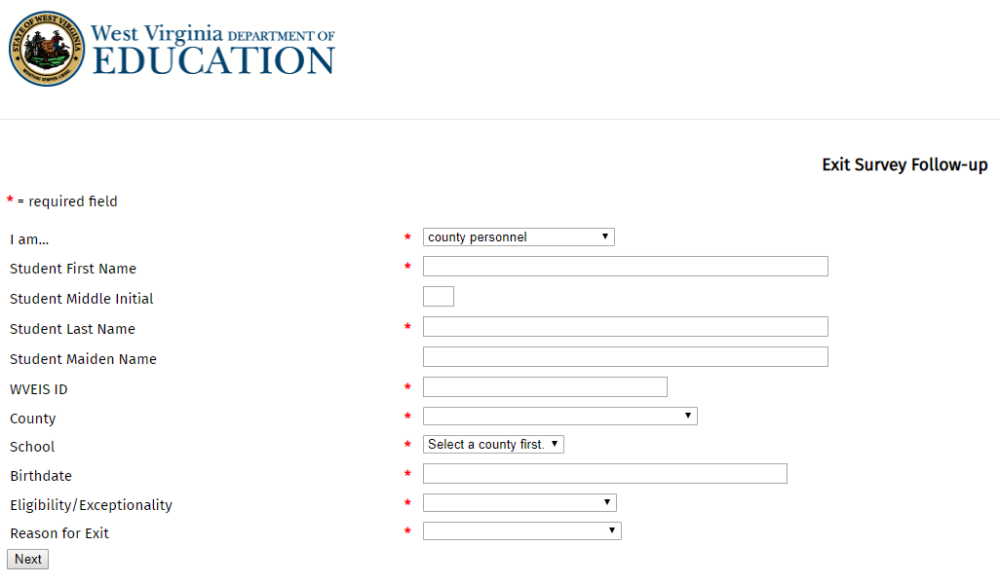 STATE OF WEST VIRGINIA
MONTANI SEMPER LIBERI
West Virginia DEPARTMENT OF
EDUCATION
Exit Survey Follow-up
* = required field
I am... * county personnel
Student First Name *
Student Middle Initial
Student Last Name *
Student Maiden Name
WVEIS ID *
County *
School * Select a county first.
Birthdate *
Eligibility/Exceptionality *
Reason for Exit *
Next